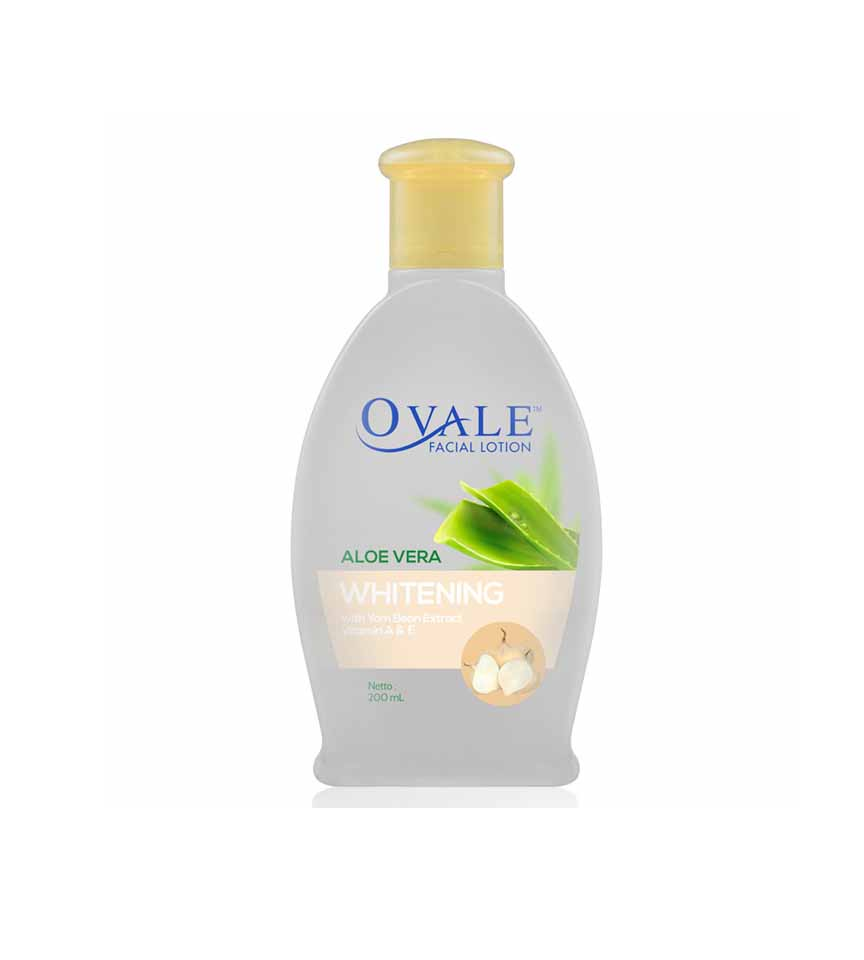 OVALE™
FACIAL LOTION
ALOE VERA
WHITENING
with Yam Bean Extract
Vitamin A & E
Netto :
200 mL